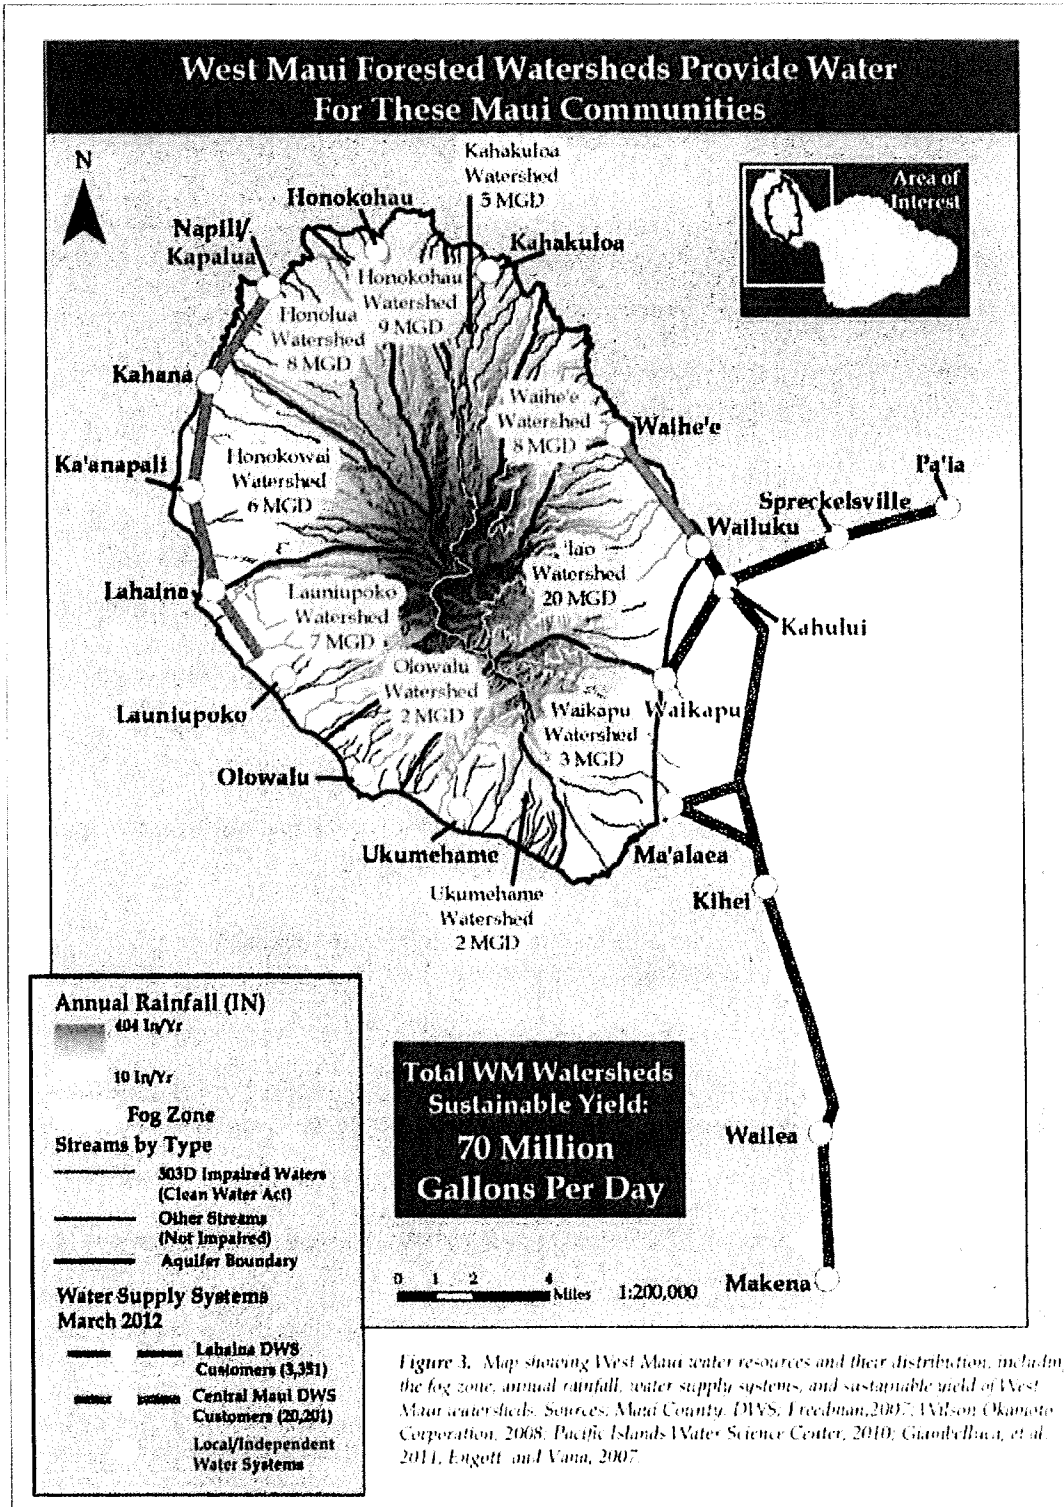 West Maui Forested Watersheds Provide Water
For These Maui Communities
N
Kahakuloa
Watershed
5 MGD
Area of
Interest
Honokohau
Napili/
Kapalua
Kahakuloa
Honokohau
Watershed
9 MGD
Honolua
Watershed
8 MGD
Kahana
Waihe'e
Watershed
8 MGD
Waihe'e
Ka'anapali
Honokowai
Watershed
6 MGD
Pa'ia
Spreckelsville
Wailuku
'Iao
Watershed
20 MGD
Lahaina
Launiupoko
Watershed
7 MGD
Kahului
Olowalu
Watershed
2 MGD
Launiupoko
Waikapu
Watershed
3 MGD
Waikapu
Olowalu
Ukumehame
Ma'alaea
Ukumehame
Watershed
2 MGD
Kihei
Annual Rainfall (IN)
404 In/Yr
10 In/Yr
Fog Zone
Streams by Type
303D Impaired Waters
(Clean Water Act)
Other Streams
(Not Impaired)
Aquifer Boundary
Water Supply Systems
March 2012
Lahaina DWS
Customers (3,351)
Central Maui DWS
Customers (20,201)
Local/Independent
Water Systems
Total WM Watersheds
Sustainable Yield:
70 Million
Gallons Per Day
Wailea
Makena
0 1 2 4
Miles
1:200,000
Figure 3. Map showing West Maui water resources and their distribution, including
the fog zone, annual rainfall, water supply systems, and sustainable yield of West
Maui watersheds. Sources: Maui County, DWS, Freedman, 2007; Wilson Okamoto
Corporation, 2008; Pacific Islands Water Science Center, 2010; Giambelluca, et al.
2011, Engott and Vana, 2007.